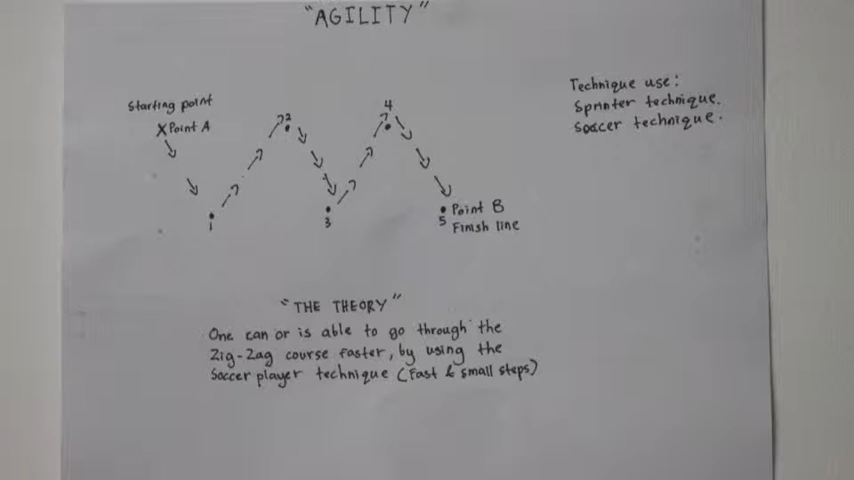 "AGILITY"
Technique use:
Sprinter technique.
Soccer technique.
Starting point
X Point A
2
4
1
3
5
Point B
Finish line
"THE THEORY"
One can or is able to go through the
Zig-Zag course faster, by using the
Soccer player technique (Fast & small steps)